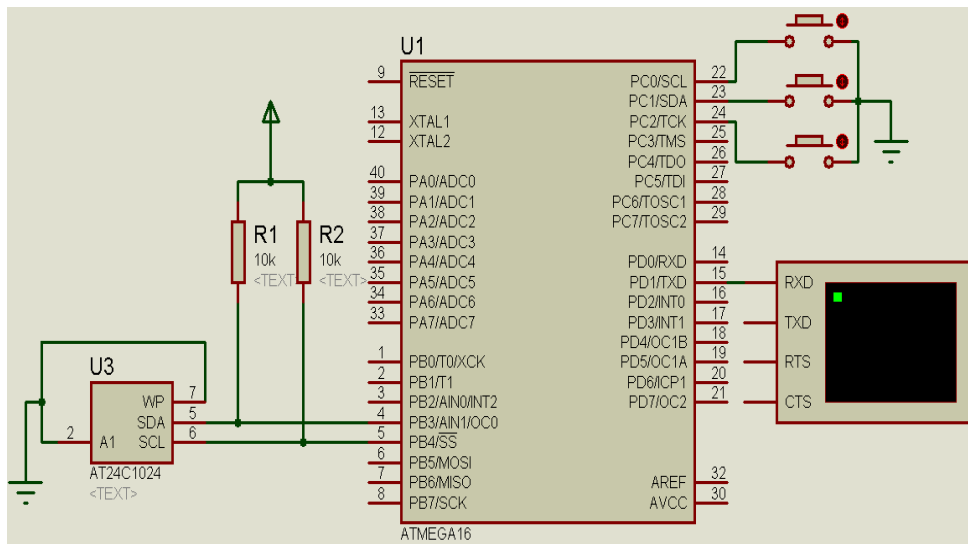 U1
9 RESET
13 XTAL1
12 XTAL2
40 PA0/ADC0
39 PA1/ADC1
38 PA2/ADC2
37 PA3/ADC3
36 PA4/ADC4
35 PA5/ADC5
34 PA6/ADC6
33 PA7/ADC7
1 PB0/T0/XCK
2 PB1/T1
3 PB2/AIN0/INT2
4 PB3/AIN1/OC0
5 PB4/SS
6 PB5/MOSI
7 PB6/MISO
8 PB7/SCK
PC0/SCL 22
PC1/SDA 23
PC2/TCK 24
PC3/TMS 25
PC4/TDO 26
PC5/TDI 27
PC6/TOSC1 28
PC7/TOSC2 29
PD0/RXD 14
PD1/TXD 15
PD2/INT0 16
PD3/INT1 17
PD4/OC1B 18
PD5/OC1A 19
PD6/ICP1 20
PD7/OC2 21
AREF 32
AVCC 30
ATMEGA16
R1
10k
<TEXT>
R2
10k
<TEXT>
U3
WP 7
SDA 5
2 A1 SCL 6
AT24C1024
<TEXT>
RXD
TXD
RTS
CTS